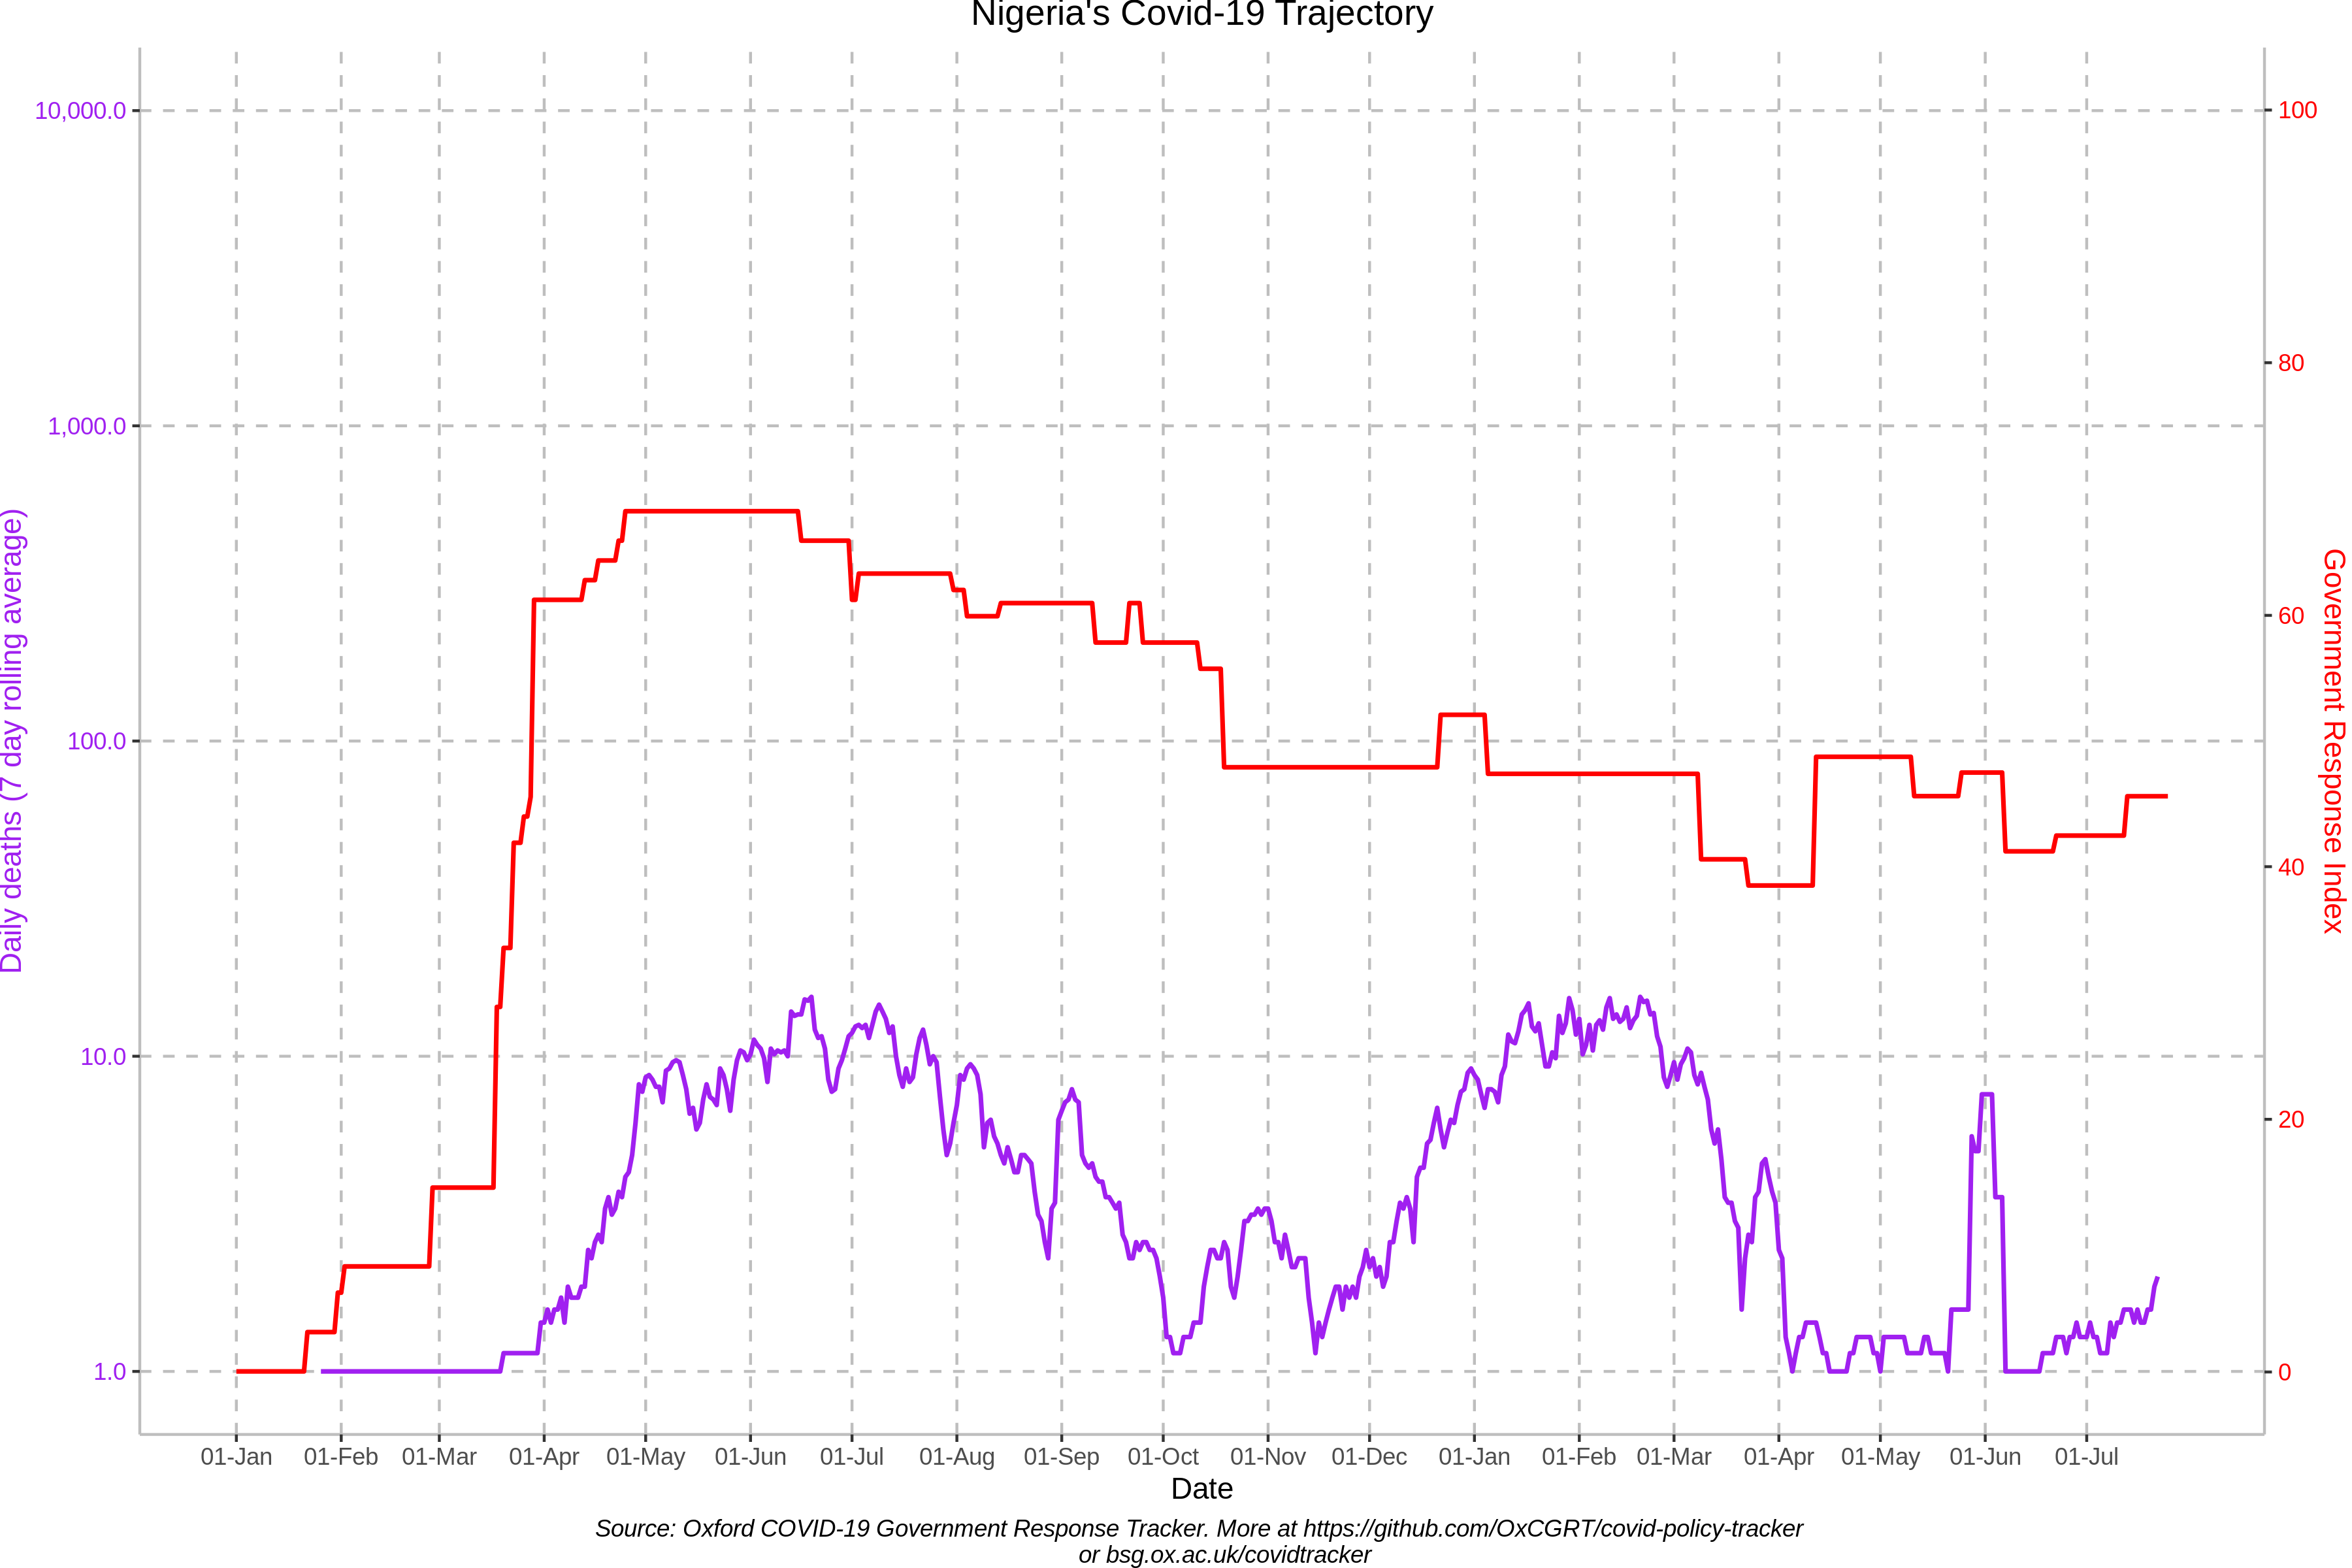 Nigeria's Covid-19 Trajectory
10,000.0
1,000.0
100.0
10.0
1.0
Daily deaths (7 day rolling average)
100
80
60
40
20
0
Government Response Index
01-Jan 01-Feb 01-Mar 01-Apr 01-May 01-Jun 01-Jul 01-Aug 01-Sep 01-Oct 01-Nov 01-Dec 01-Jan 01-Feb 01-Mar 01-Apr 01-May 01-Jun 01-Jul
Date
Source: Oxford COVID-19 Government Response Tracker. More at https://github.com/OxCGRT/covid-policy-tracker
or bsg.ox.ac.uk/covidtracker